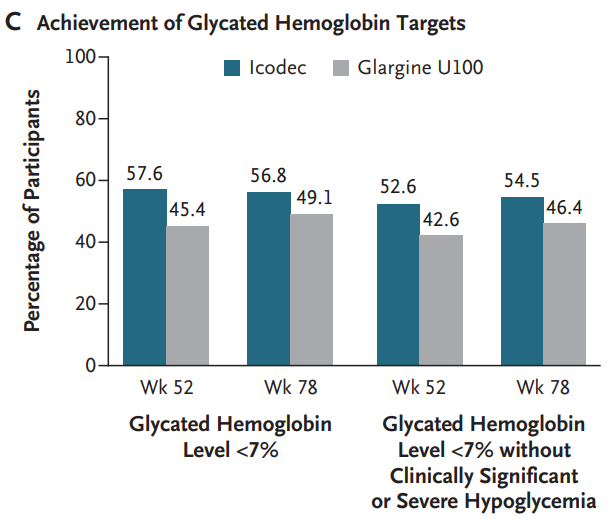 C Achievement of Glycated Hemoglobin Targets
100
80
60
40
20
0
Percentage of Participants
Icodec Glargine U100
57.6 45.4 56.8 49.1 52.6 42.6 54.5 46.4
Wk 52 Wk 78 Wk 52 Wk 78
Glycated Hemoglobin
Level <7%
Glycated Hemoglobin
Level <7% without
Clinically Significant
or Severe Hypoglycemia